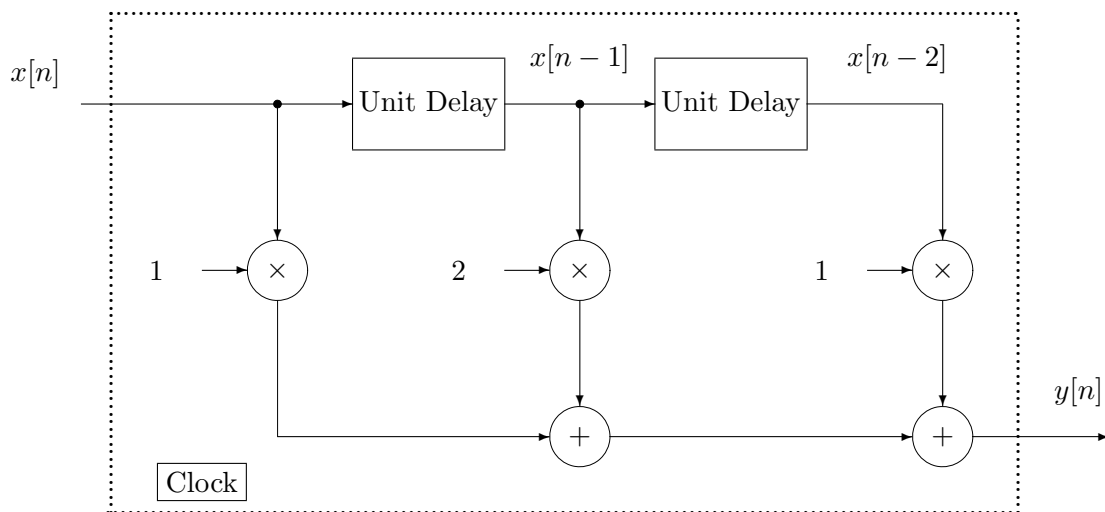 x[n]
x[n − 1]
x[n − 2]
Unit Delay
Unit Delay
1
×
2
×
1
×
y[n]
+
+
Clock